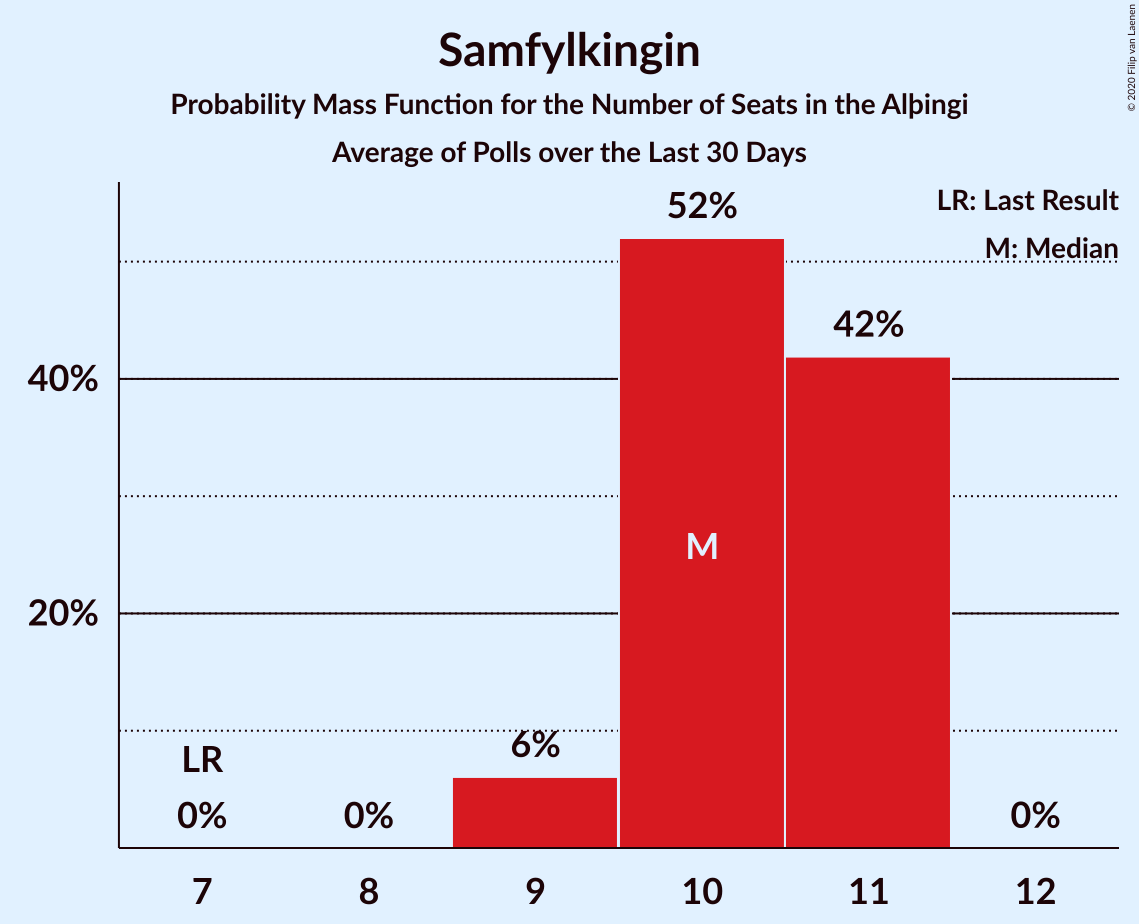 Samfylkingin
Probability Mass Function for the Number of Seats in the Alþingi
Average of Polls over the Last 30 Days
© 2020 Filip van Laenen
LR: Last Result
M: Median
52%
42%
40%
M
20%
LR
6%
0%
0%
0%
7
8
9
10
11
12